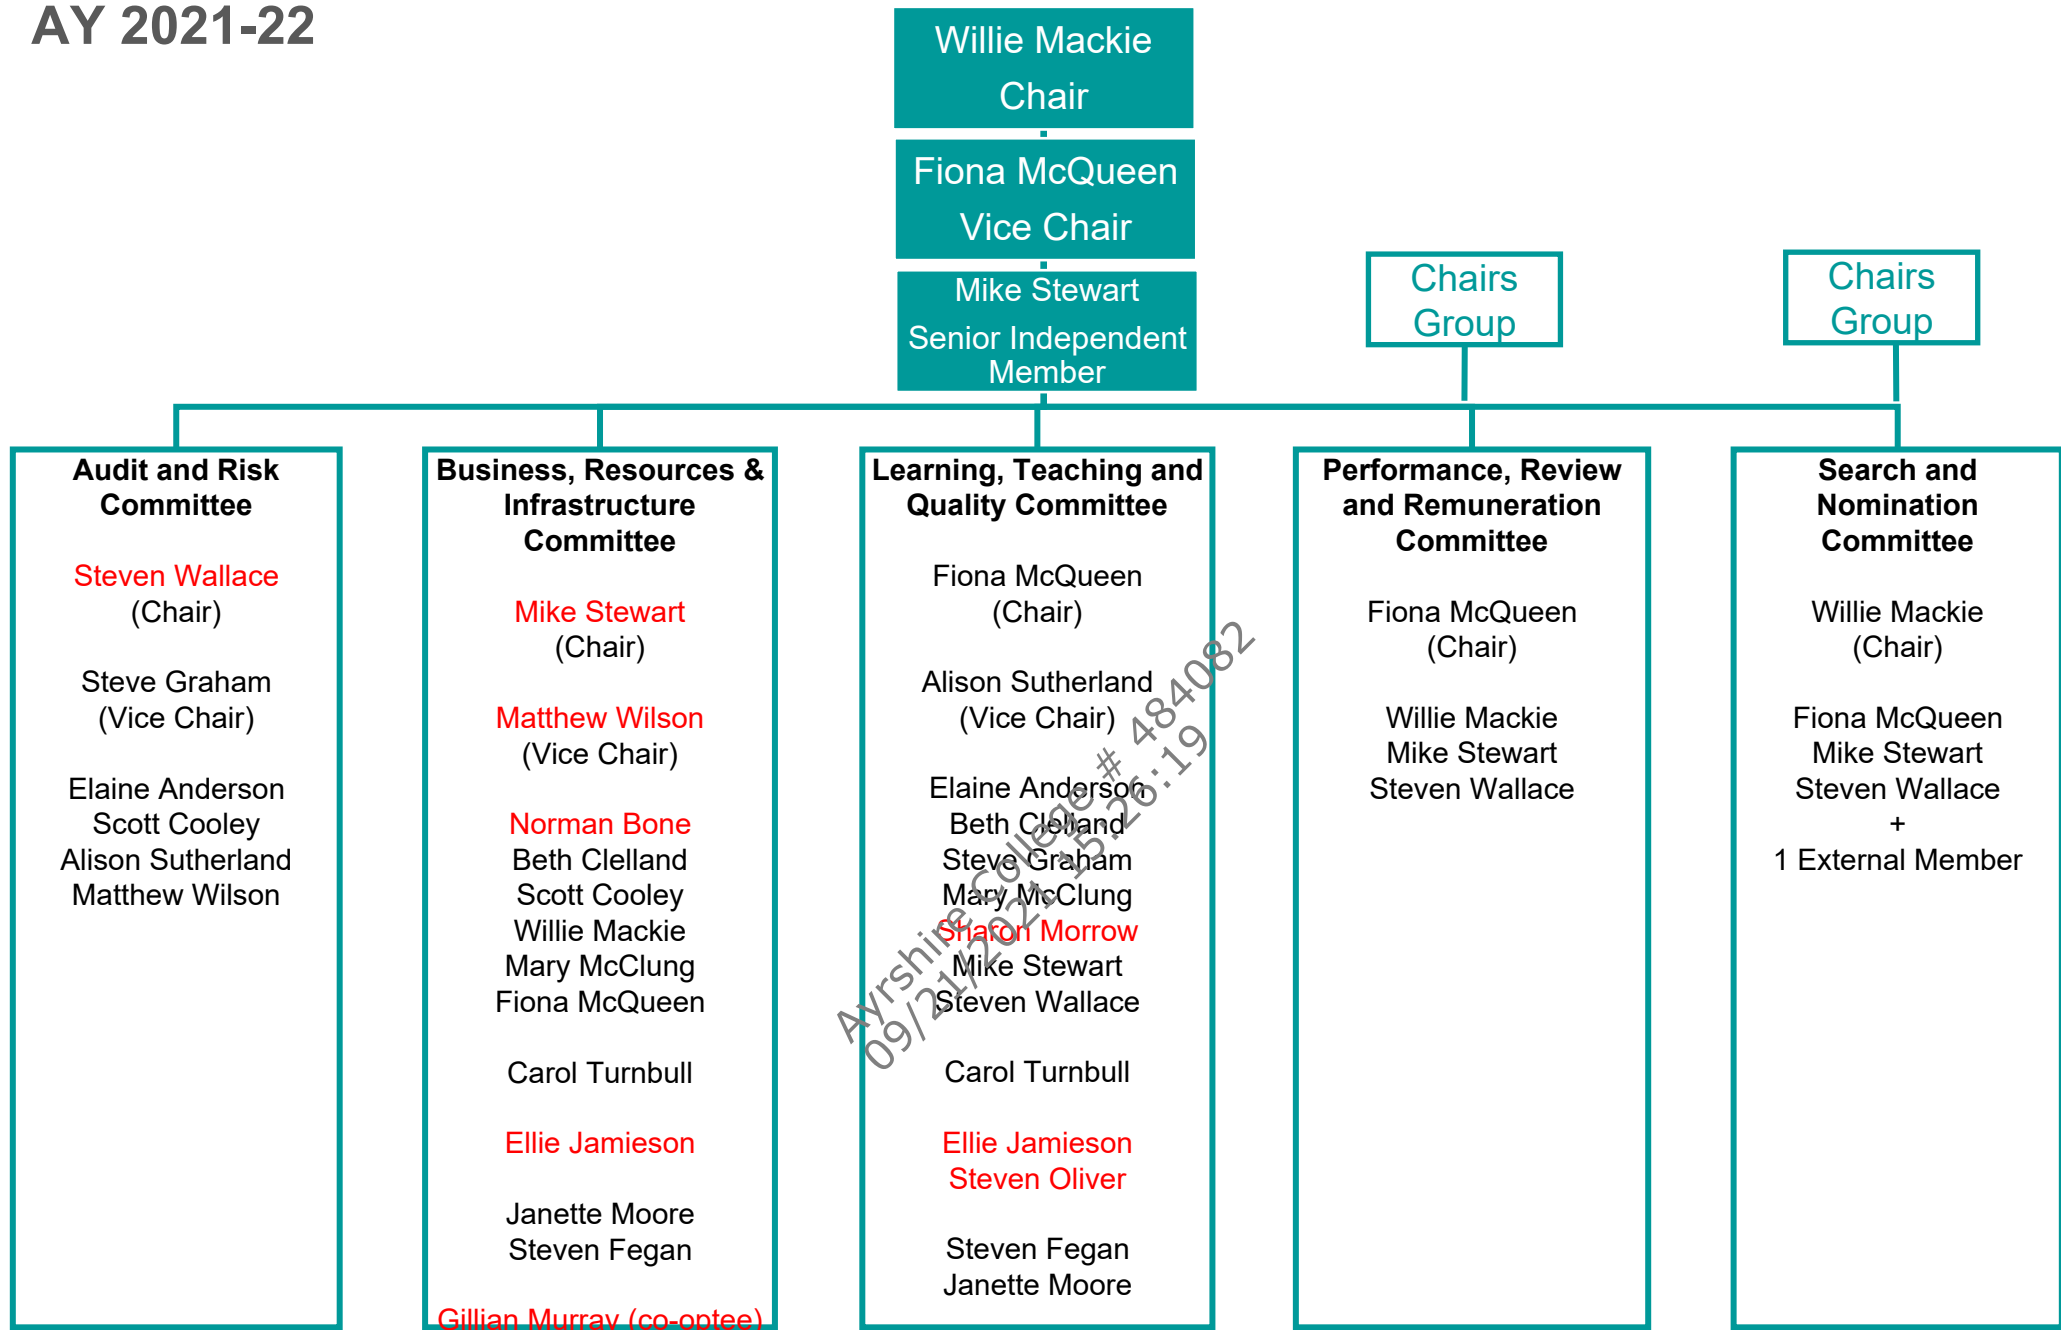 AY 2021-22
Willie Mackie
Chair
Fiona McQueen
Vice Chair
Mike Stewart
Senior Independent
Member
Chairs
Group
Chairs
Group
Audit and Risk
Committee
Steven Wallace
(Chair)
Steve Graham
(Vice Chair)
Elaine Anderson
Scott Cooley
Alison Sutherland
Matthew Wilson
Business, Resources &
Infrastructure
Committee
Mike Stewart
(Chair)
Matthew Wilson
(Vice Chair)
Norman Bone
Beth Clelland
Scott Cooley
Willie Mackie
Mary McClung
Fiona McQueen
Carol Turnbull
Ellie Jamieson
Janette Moore
Steven Fegan
Gillian Murray (co-optee)
Learning, Teaching and
Quality Committee
Fiona McQueen
(Chair)
Alison Sutherland
(Vice Chair)
Elaine Anderson
Beth Clelland
Steve Graham
Mary McClung
Sharon Morrow
Mike Stewart
Steven Wallace
Carol Turnbull
Ellie Jamieson
Steven Oliver
Steven Fegan
Janette Moore
Performance, Review
and Remuneration
Committee
Fiona McQueen
(Chair)
Willie Mackie
Mike Stewart
Steven Wallace
Search and
Nomination
Committee
Willie Mackie
(Chair)
Fiona McQueen
Mike Stewart
Steven Wallace
+
1 External Member
Ayrshire College # 484082
09/21/2021 15:26:19